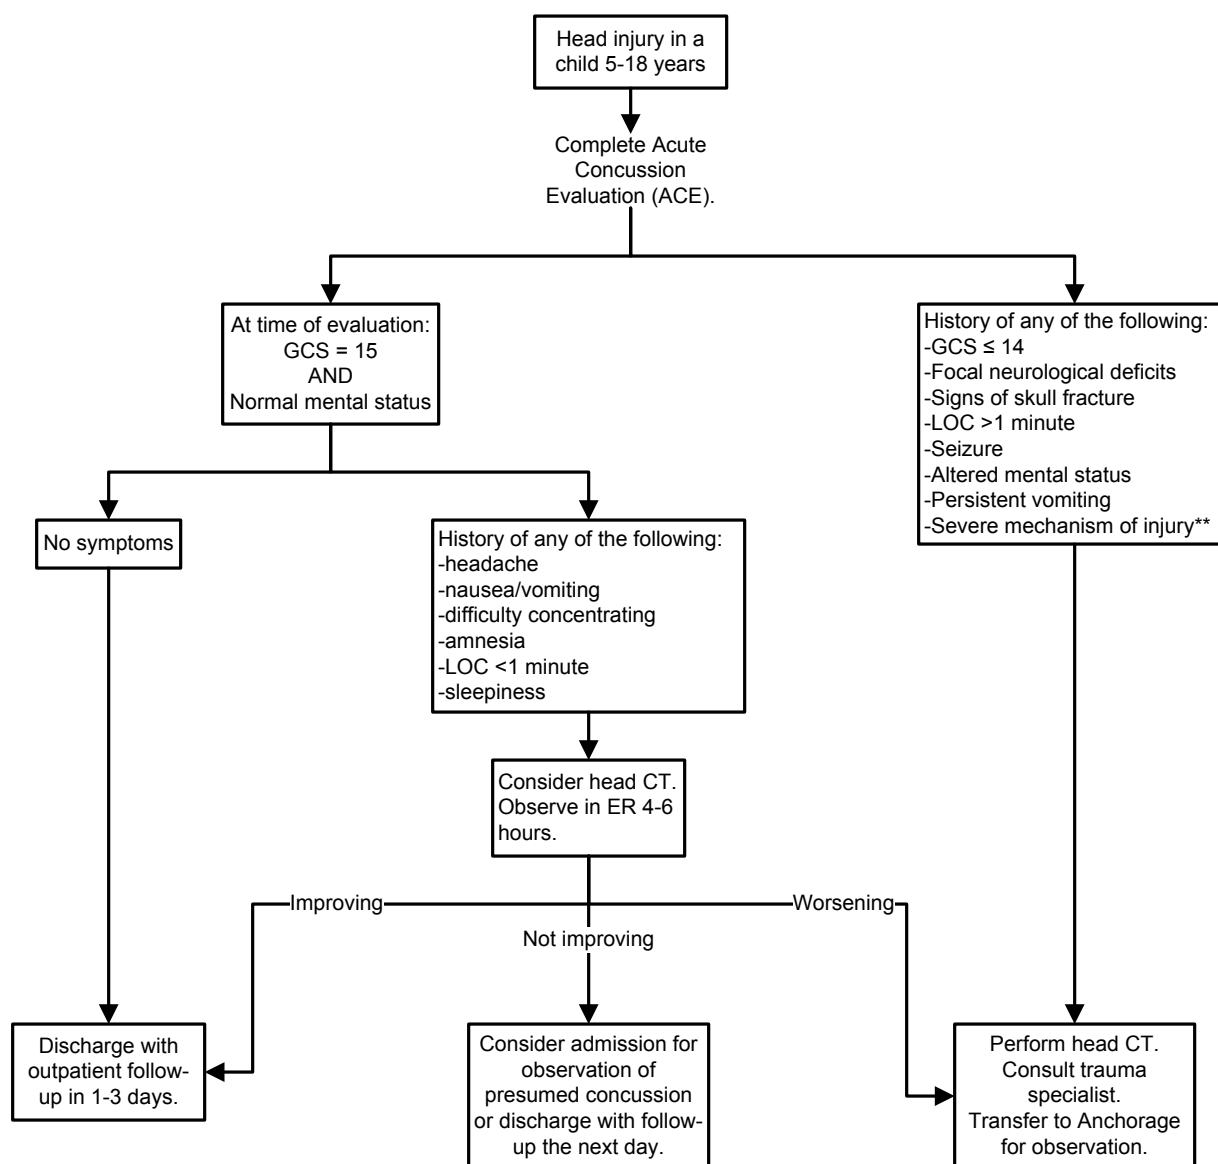 Head injury in a
child 5-18 years
Complete Acute
Concussion
Evaluation (ACE).
At time of evaluation:
GCS = 15
AND
Normal mental status
History of any of the following:
-GCS ≤ 14
-Focal neurological deficits
-Signs of skull fracture
-LOC >1 minute
-Seizure
-Altered mental status
-Persistent vomiting
-Severe mechanism of injury**
No symptoms
History of any of the following:
-headache
-nausea/vomiting
-difficulty concentrating
-amnesia
-LOC <1 minute
-sleepiness
Consider head CT.
Observe in ER 4-6
hours.
Improving
Worsening
Not improving
Discharge with
outpatient follow-
up in 1-3 days.
Consider admission for
observation of
presumed concussion
or discharge with follow-
up the next day.
Perform head CT.
Consult trauma
specialist.
Transfer to Anchorage
for observation.